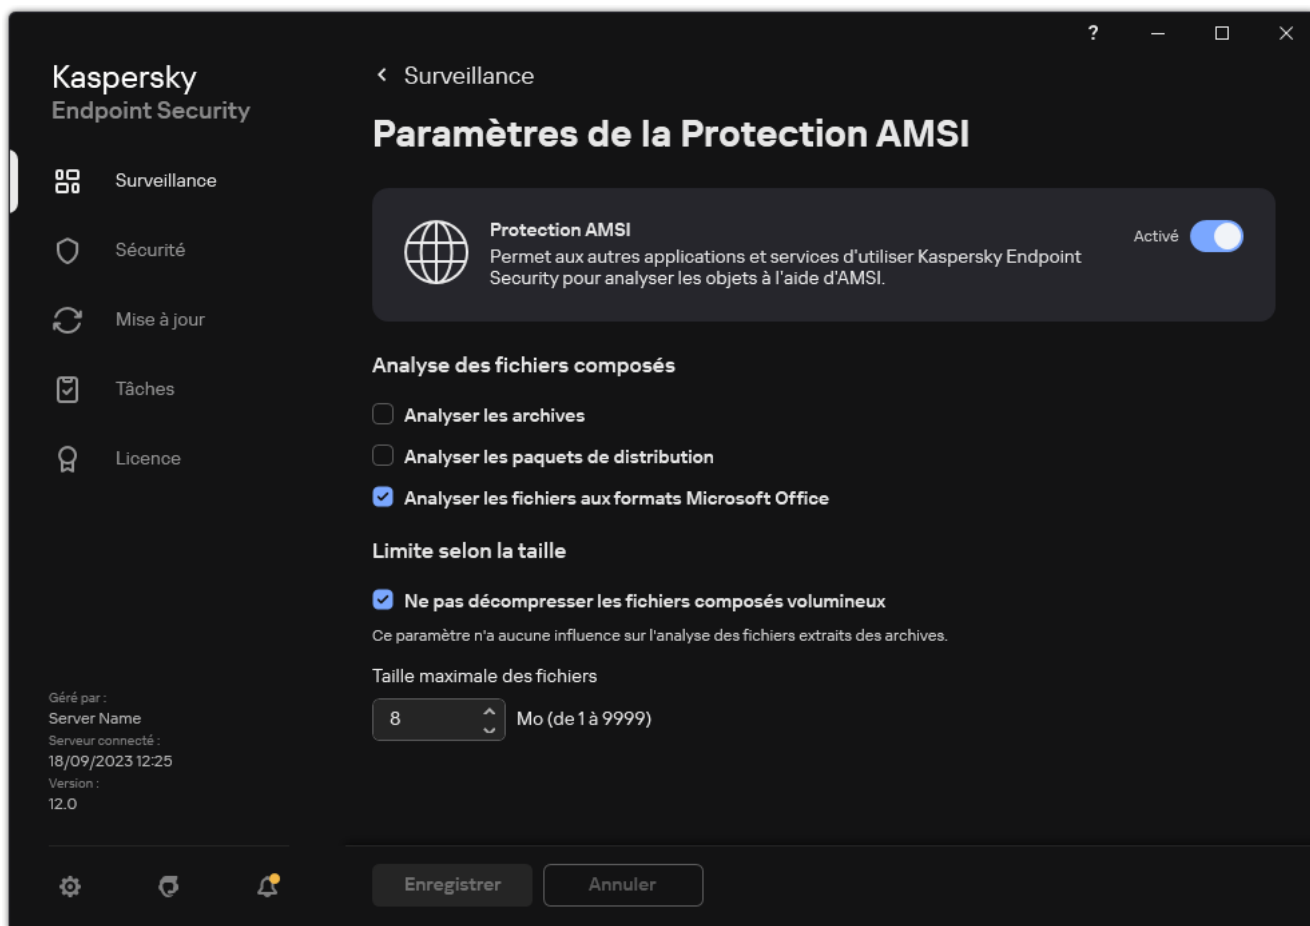 ?
Kaspersky
Endpoint Security
Surveillance
Sécurité
Mise à jour
Tâches
Licence
Géré par :
Server Name
Serveur connecté :
18/09/2023 12:25
Version :
12.0
Surveillance
Paramètres de la Protection AMSI
Protection AMSI
Permet aux autres applications et services d'utiliser Kaspersky Endpoint
Security pour analyser les objets à l'aide d'AMSI.
Activé
Analyse des fichiers composés
Analyser les archives
Analyser les paquets de distribution
Analyser les fichiers aux formats Microsoft Office
Limite selon la taille
Ne pas décompresser les fichiers composés volumineux
Ce paramètre n'a aucune influence sur l'analyse des fichiers extraits des archives.
Taille maximale des fichiers
8 Mo (de 1 à 9999)
Enregistrer Annuler